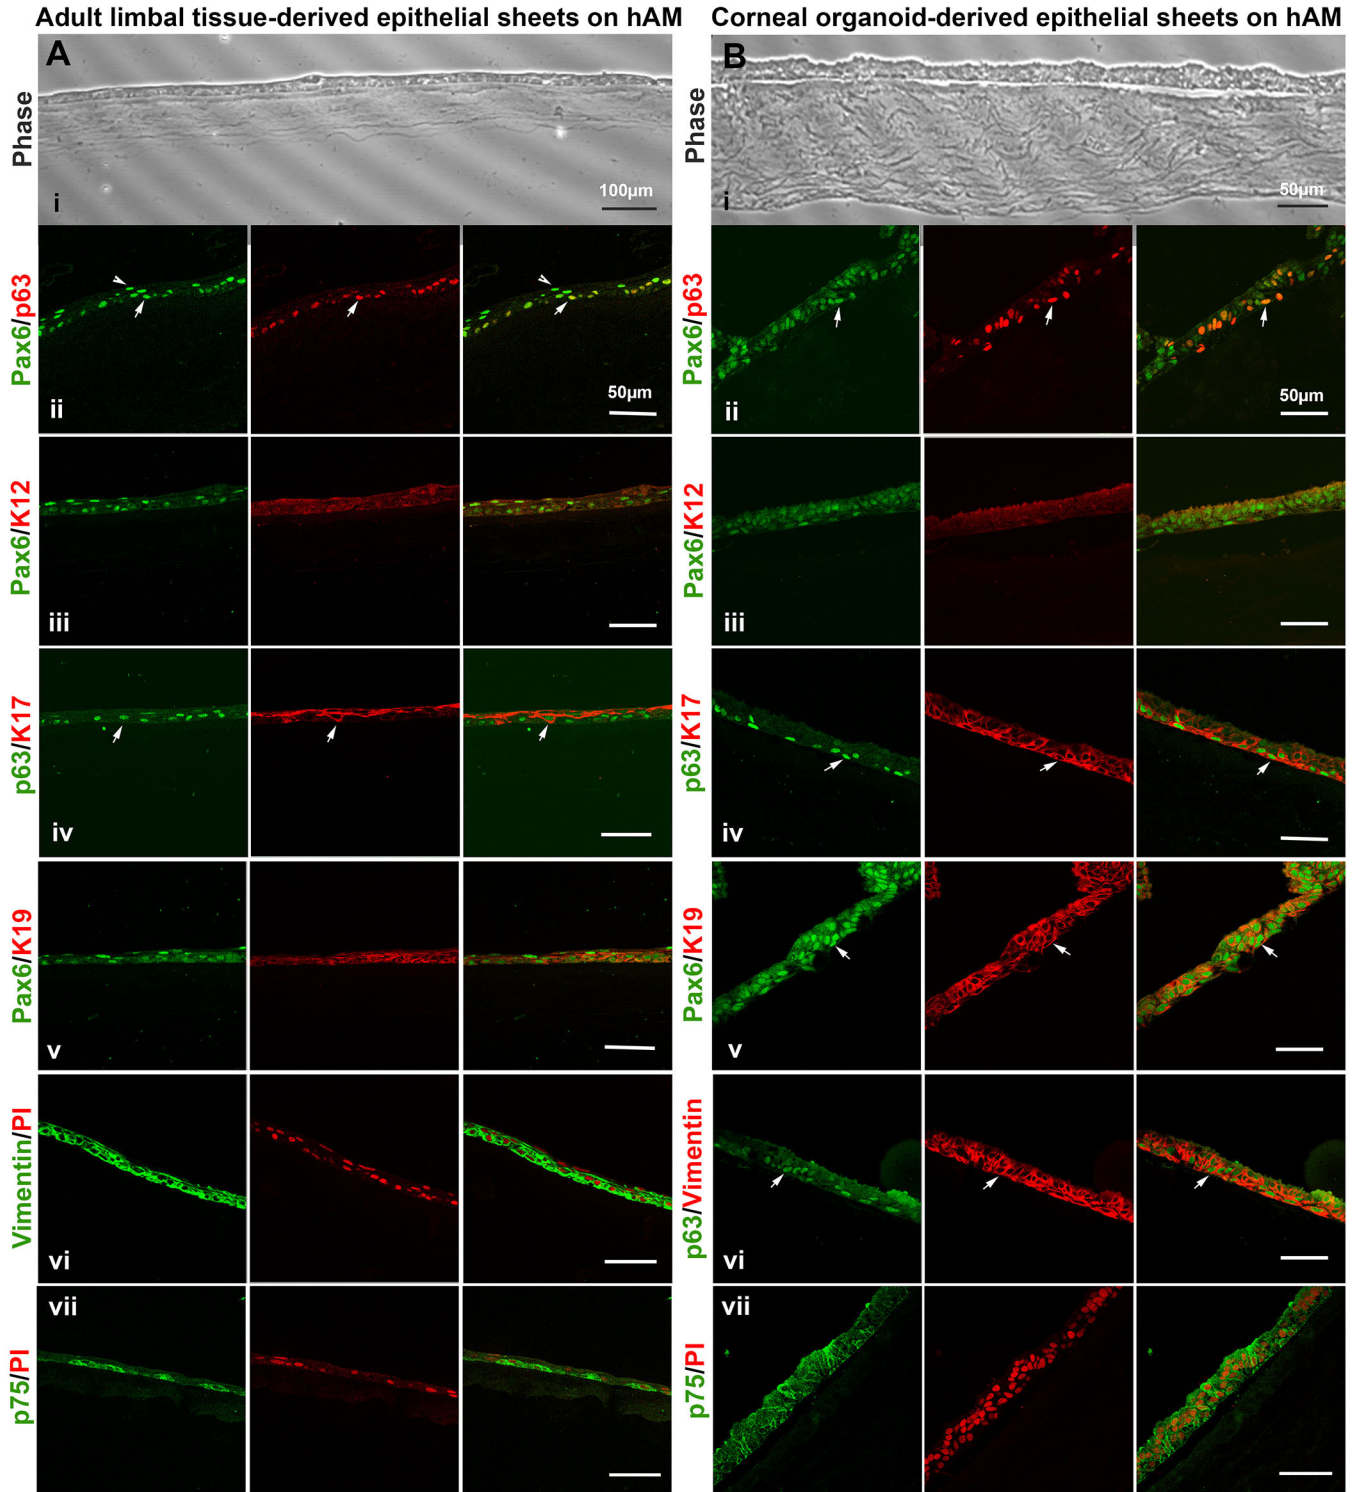 Adult limbal tissue-derived epithelial sheets on hAM
Corneal organoid-derived epithelial sheets on hAM
A
Phase
i
100µm
B
Phase
i
50µm
Pax6/p63
ii
50µm
Pax6/p63
ii
50µm
Pax6/K12
iii
Pax6/K12
iii
p63/K17
iv
p63/K17
iv
Pax6/K19
v
Pax6/K19
v
Vimentin/PI
vi
p63/Vimentin
vi
p75/PI
vii
p75/PI
vii